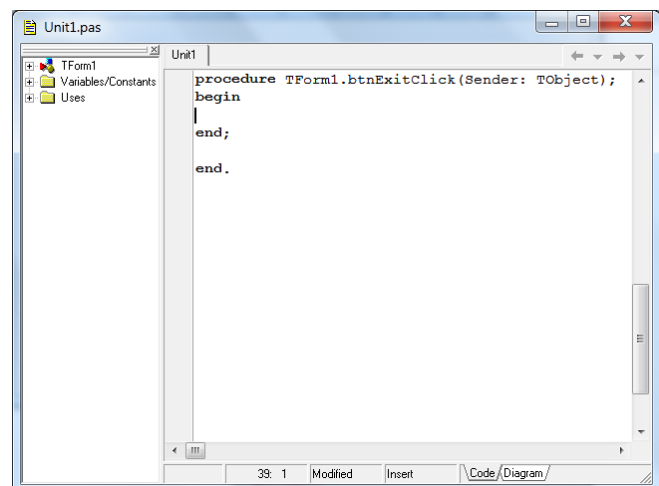 Unit1.pas
TForm1
Variables/Constants
Uses
Unit1
procedure TForm1.btnExitClick(Sender: TObject);
begin
end;
end.
39: 1 Modified Insert Code Diagram